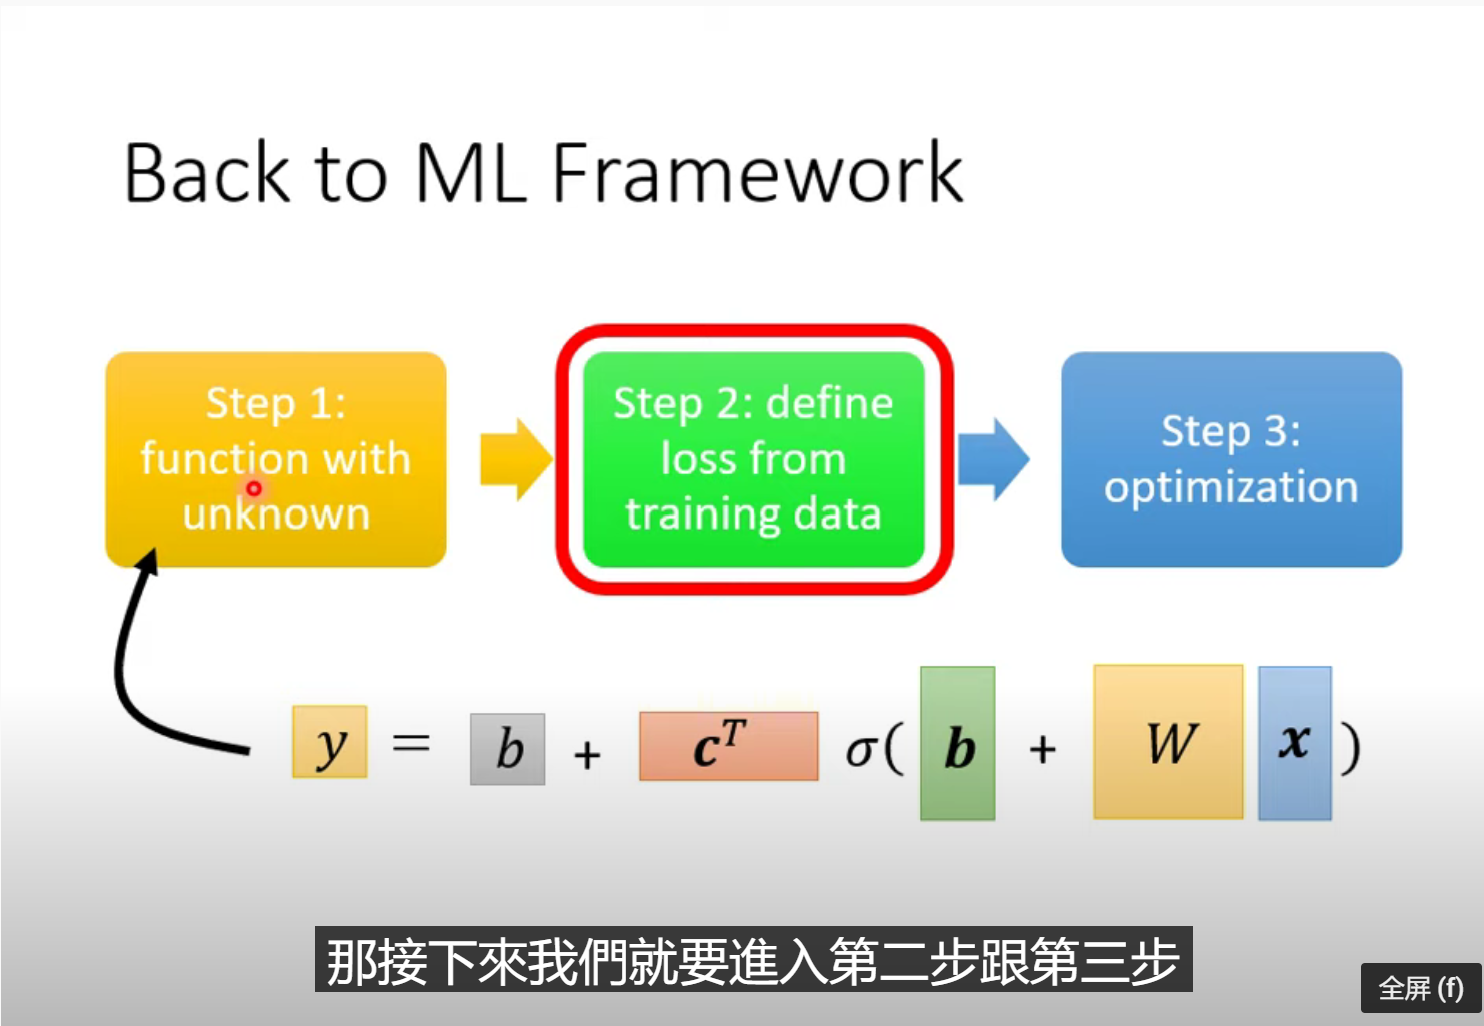 Back to ML Framework
Step 1:
function with
unknown
Step 2: define
loss from
training data
Step 3:
optimization
y = b + cᵀ σ( b + W x )
那接下來我們就要進入第二步跟第三步
全屏 (f)